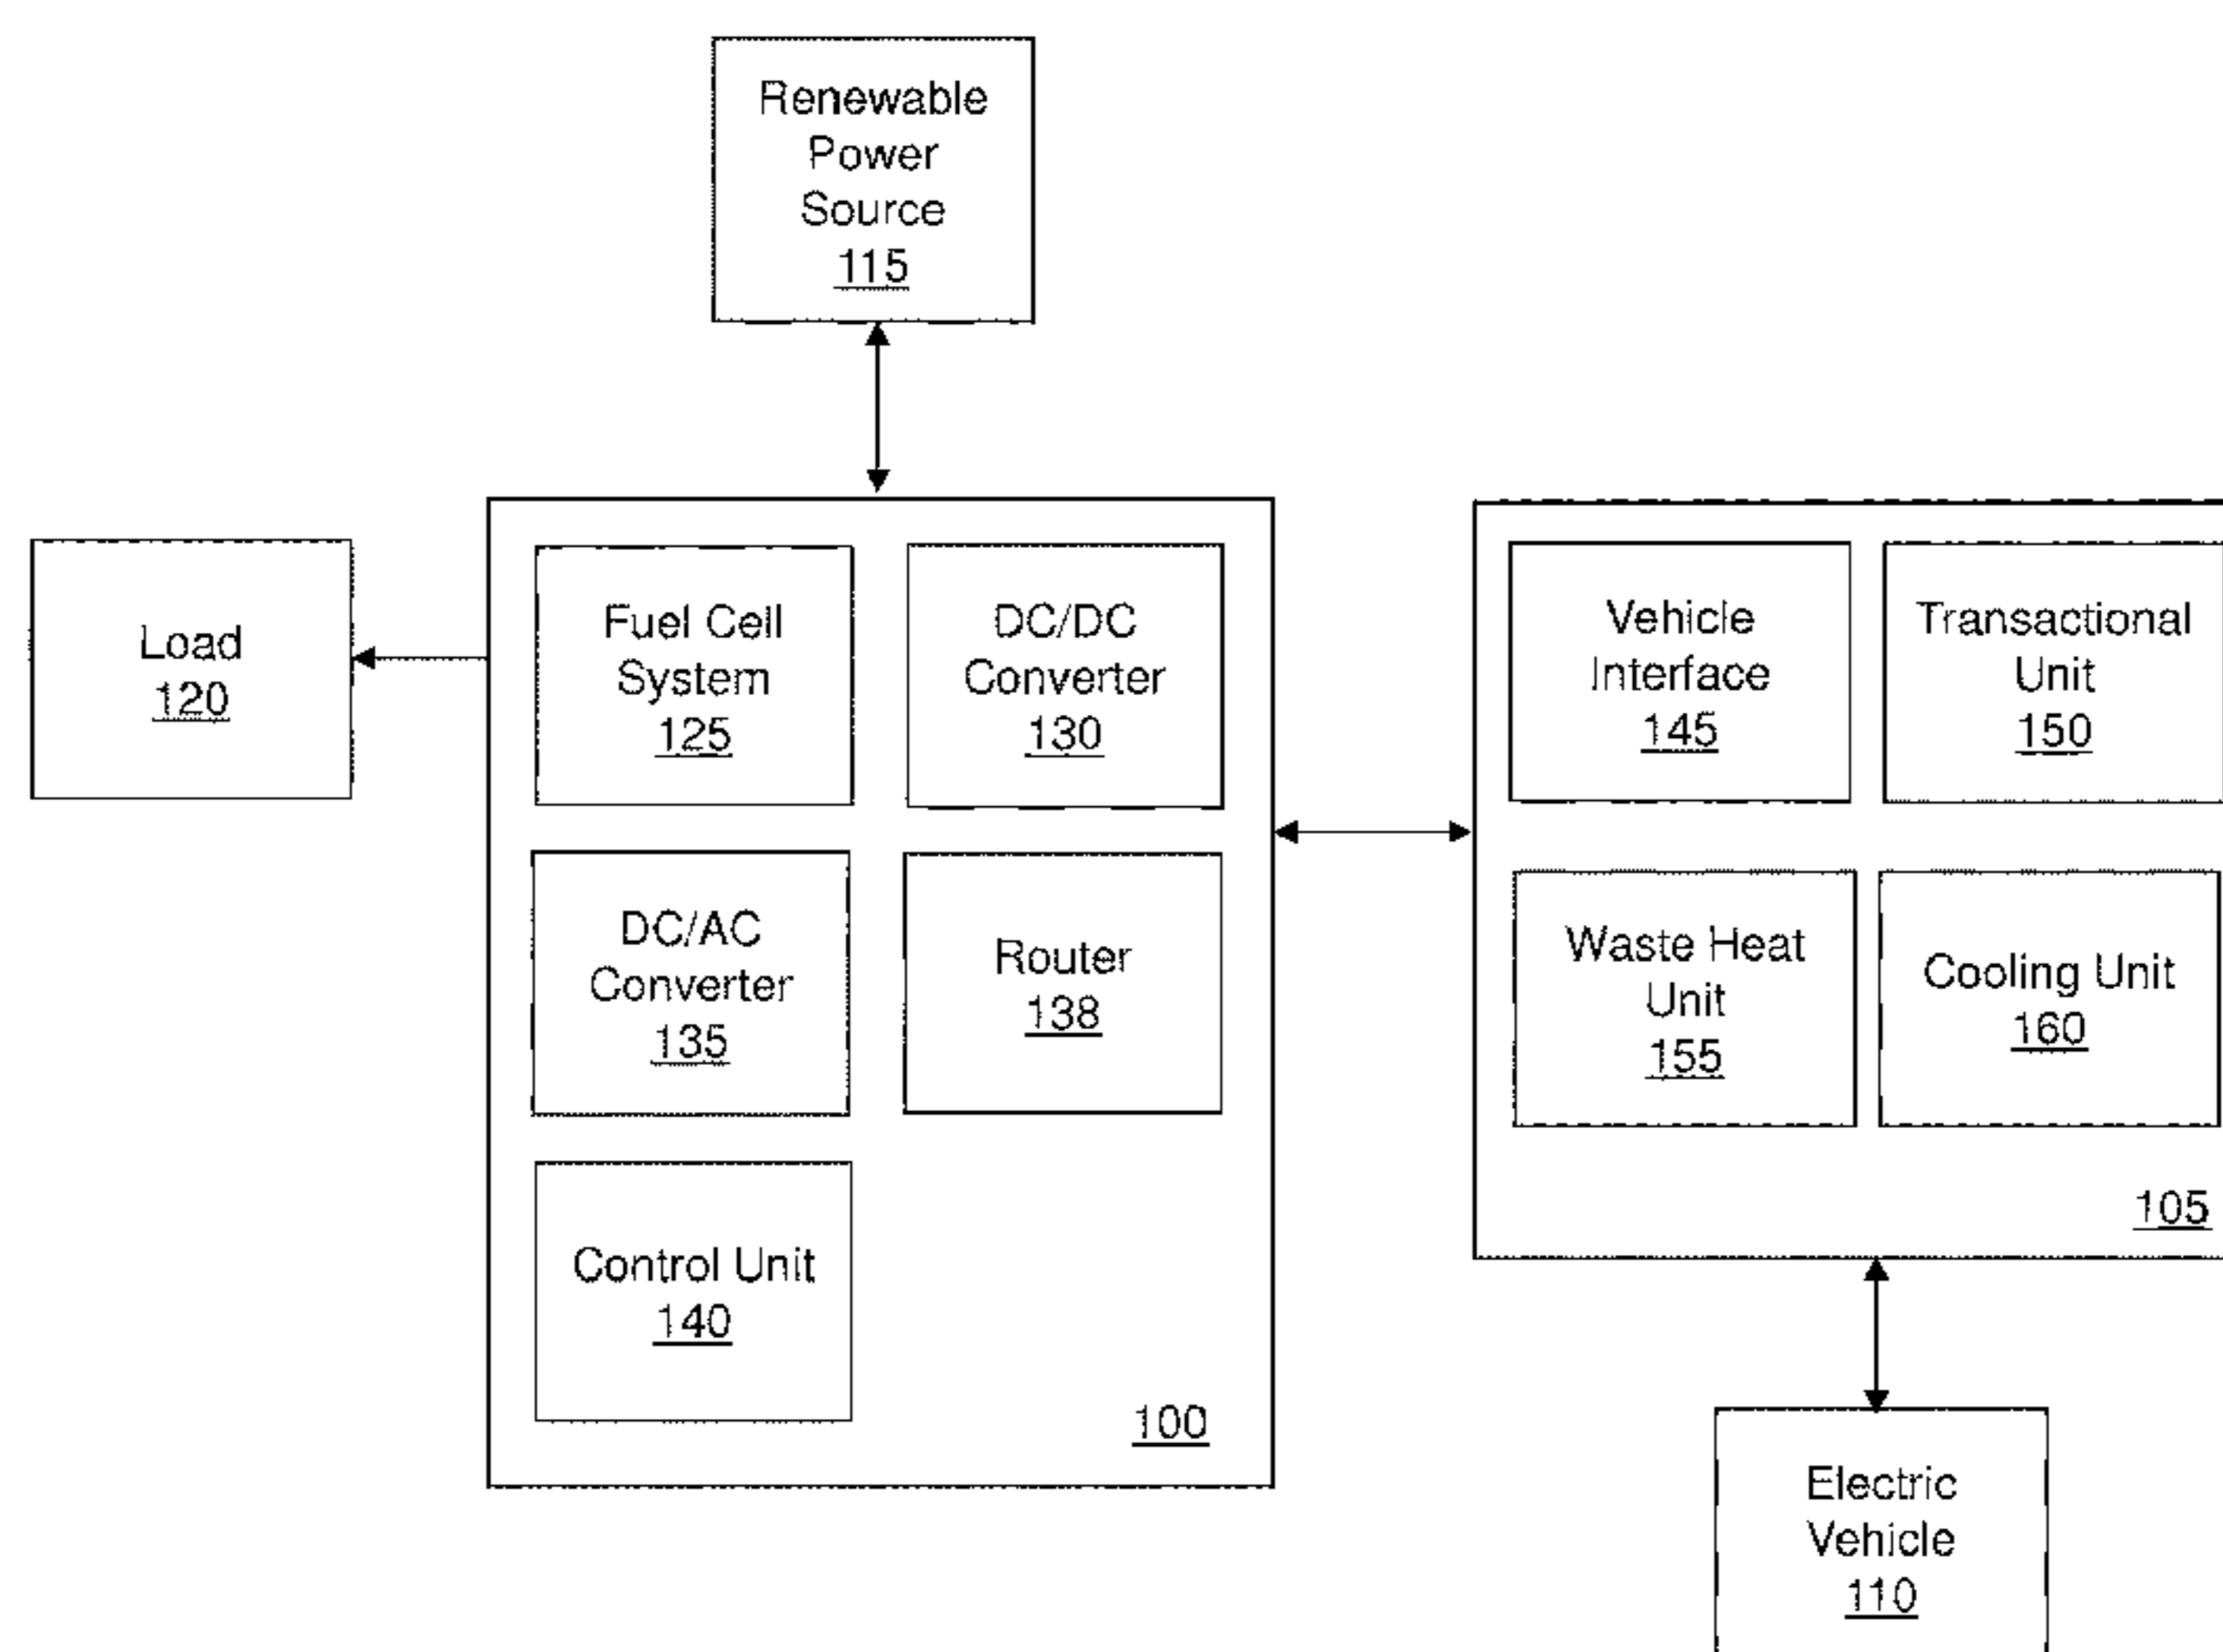 Renewable
Power
Source
115
Load
120
Fuel Cell
System
125
DC/DC
Converter
130
DC/AC
Converter
135
Router
138
Control Unit
140
100
Vehicle
Interface
145
Transactional
Unit
150
Waste Heat
Unit
155
Cooling Unit
160
105
Electric
Vehicle
110